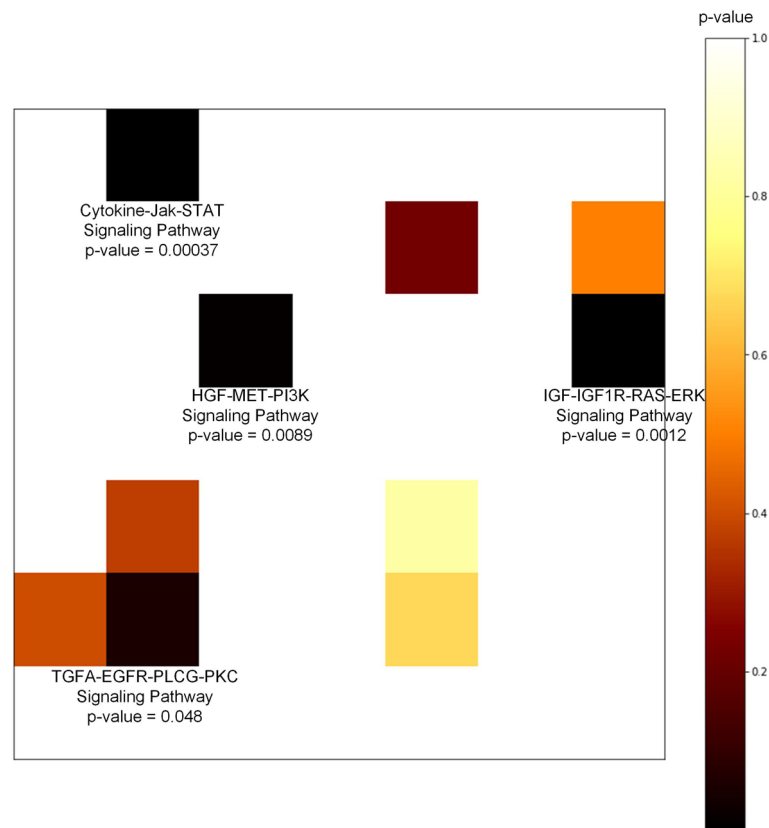 p-value
1.0
Cytokine-Jak-STAT
Signaling Pathway
p-value = 0.00037
0.8
0.6
HGF-MET-PI3K
Signaling Pathway
p-value = 0.0089
IGF-IGF1R-RAS-ERK
Signaling Pathway
p-value = 0.0012
0.4
0.2
TGFA-EGFR-PLCG-PKC
Signaling Pathway
p-value = 0.048